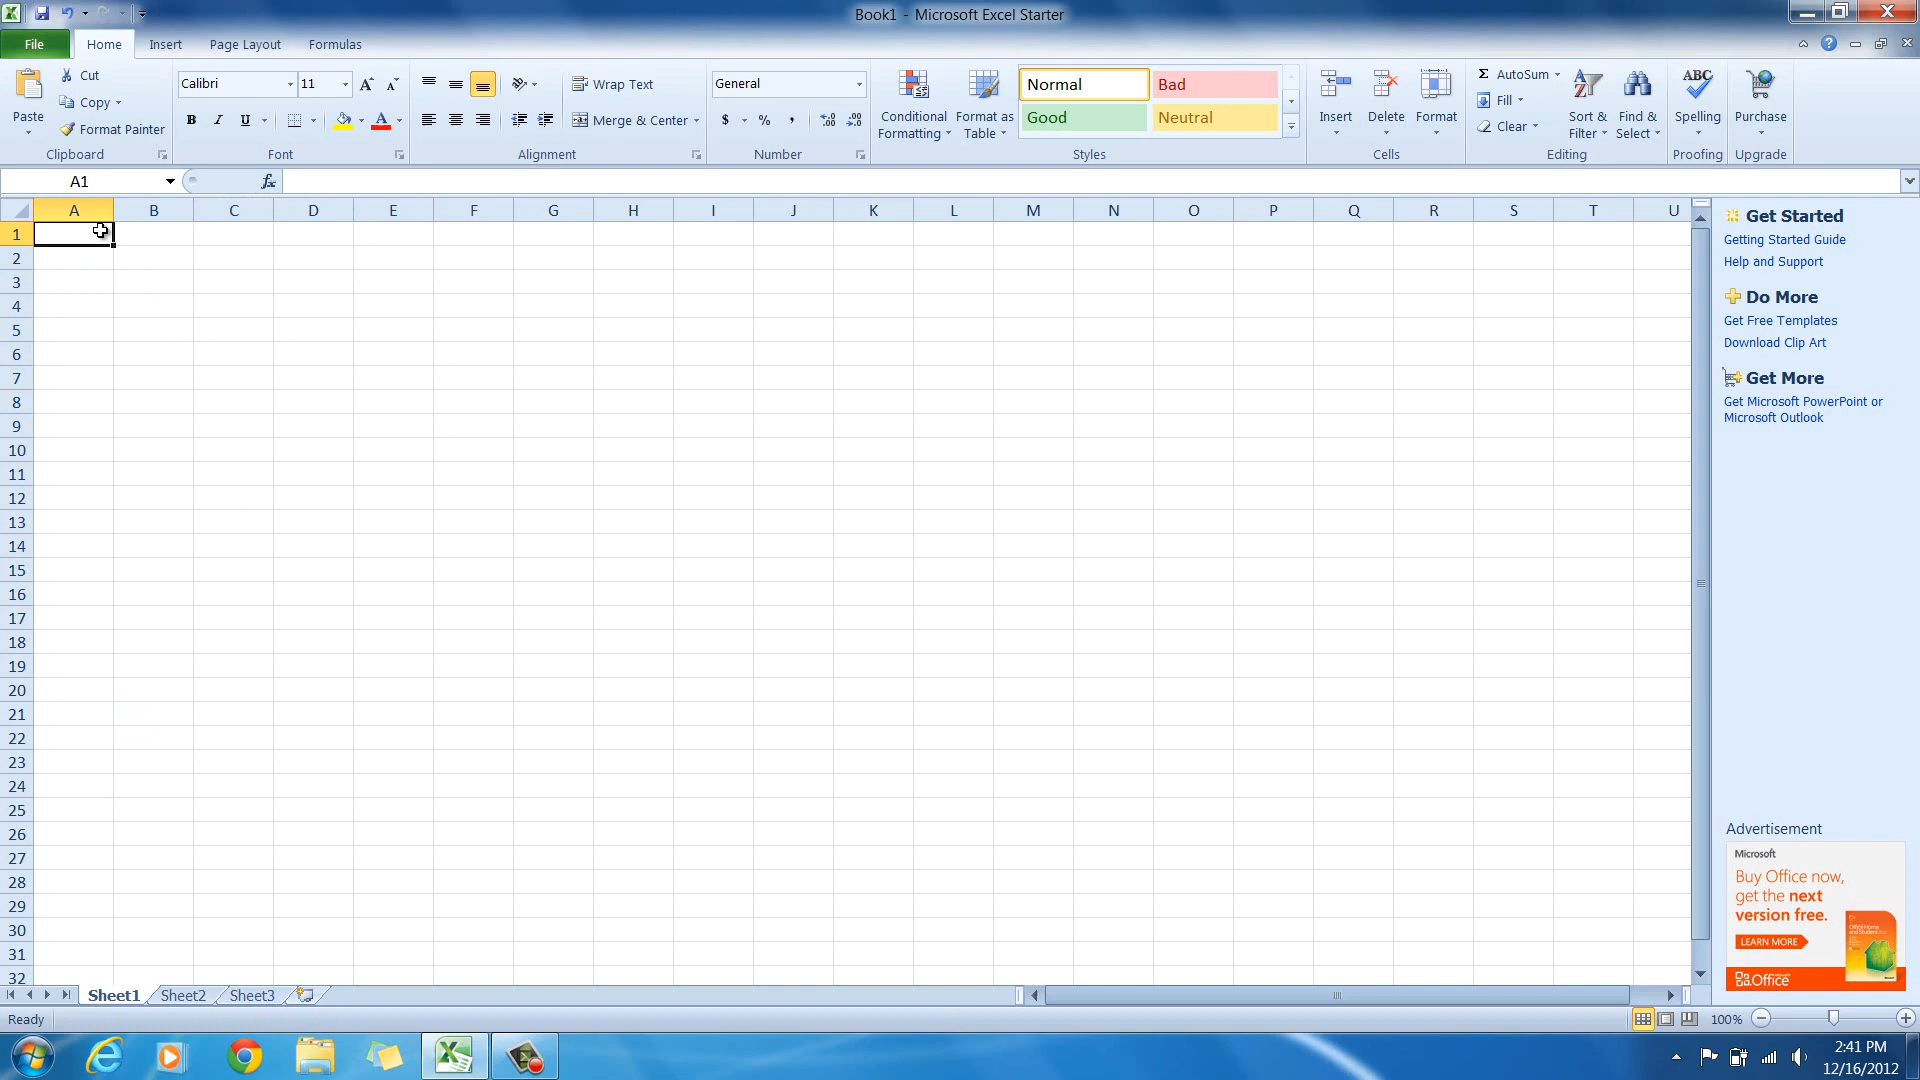 Book1 - Microsoft Excel Starter
File Home Insert Page Layout Formulas
Paste
Cut
Copy
Format Painter
Clipboard
Calibri 11
B I U A
Font
Wrap Text
Merge & Center
Alignment
General
$ % ,
Number
Conditional Formatting
Format as Table
Normal Bad
Good Neutral
Styles
Insert Delete Format
Cells
Σ AutoSum
Fill
Clear
Sort & Filter
Find & Select
Editing
ABC
Spelling
Proofing
Purchase
Upgrade
A1 fx
A B C D E F G H I J K L M N O P Q R S T U
1
2
3
4
5
6
7
8
9
10
11
12
13
14
15
16
17
18
19
20
21
22
23
24
25
26
27
28
29
30
31
32
Get Started
Getting Started Guide
Help and Support
Do More
Get Free Templates
Download Clip Art
Get More
Get Microsoft PowerPoint or
Microsoft Outlook
Advertisement
Microsoft
Buy Office now,
get the next
version free.
LEARN MORE
Office
Sheet1 Sheet2 Sheet3
Ready 100%
2:41 PM
12/16/2012